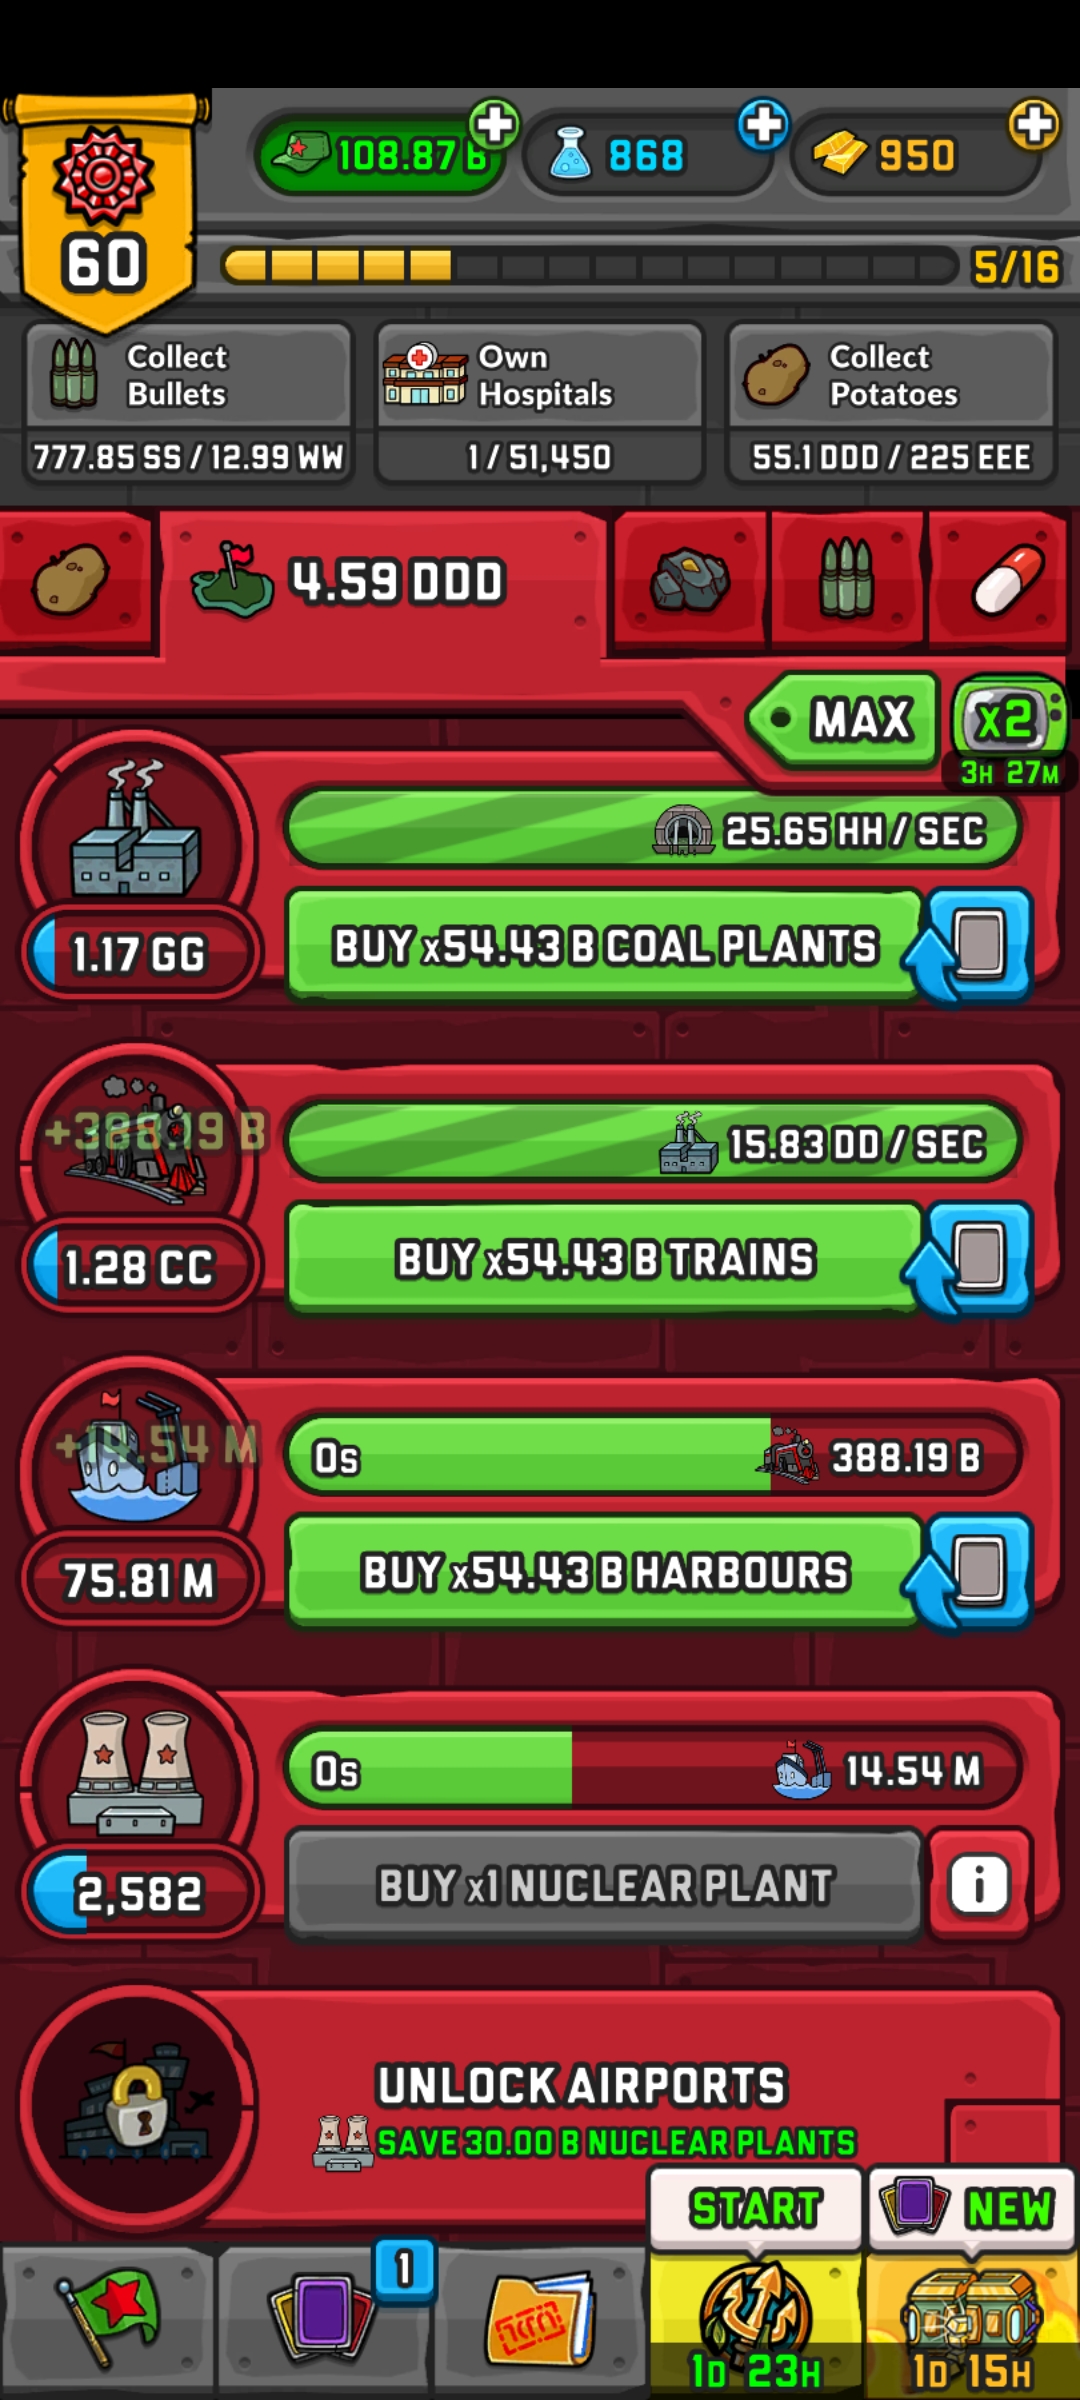 108.87 B
868
950
60
5/16
Collect
Bullets
777.85 SS / 12.99 WW
Own
Hospitals
1 / 51,450
Collect
Potatoes
55.1 DDD / 225 EEE
4.59 DDD
MAX
x2
3H 27M
25.65 HH / SEC
1.17 GG
BUY x54.43 B COAL PLANTS
+388.19 B
15.83 DD / SEC
1.28 CC
BUY x54.43 B TRAINS
+14.54 M
0s
388.19 B
75.81 M
BUY x54.43 B HARBOURS
0s
14.54 M
2,582
BUY x1 NUCLEAR PLANT
i
UNLOCK AIRPORTS
SAVE 30.00 B NUCLEAR PLANTS
START
NEW
1
1D 23H
1D 15H